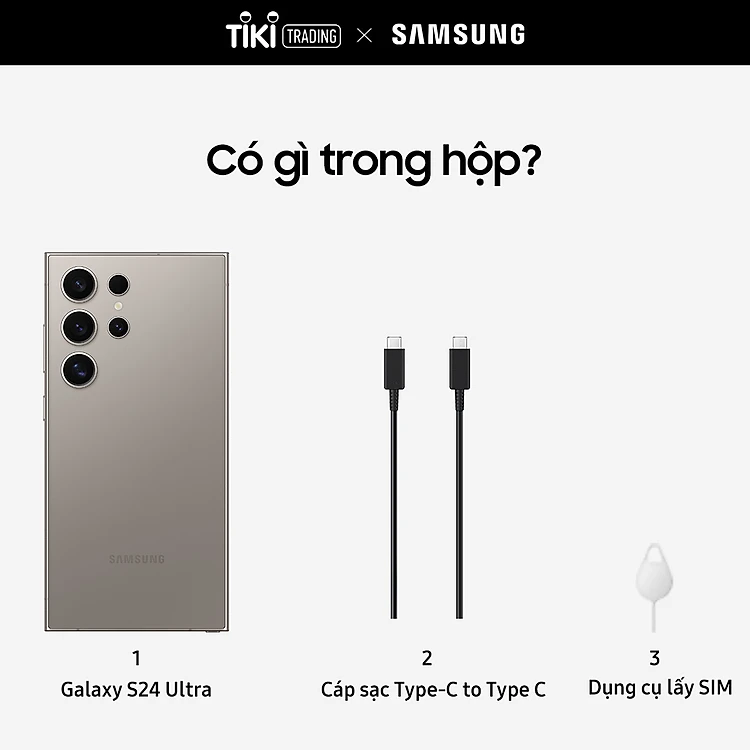 TIKI TRADING × SAMSUNG
Có gì trong hộp?
SAMSUNG
1
Galaxy S24 Ultra
2
Cáp sạc Type-C to Type C
3
Dụng cụ lấy SIM